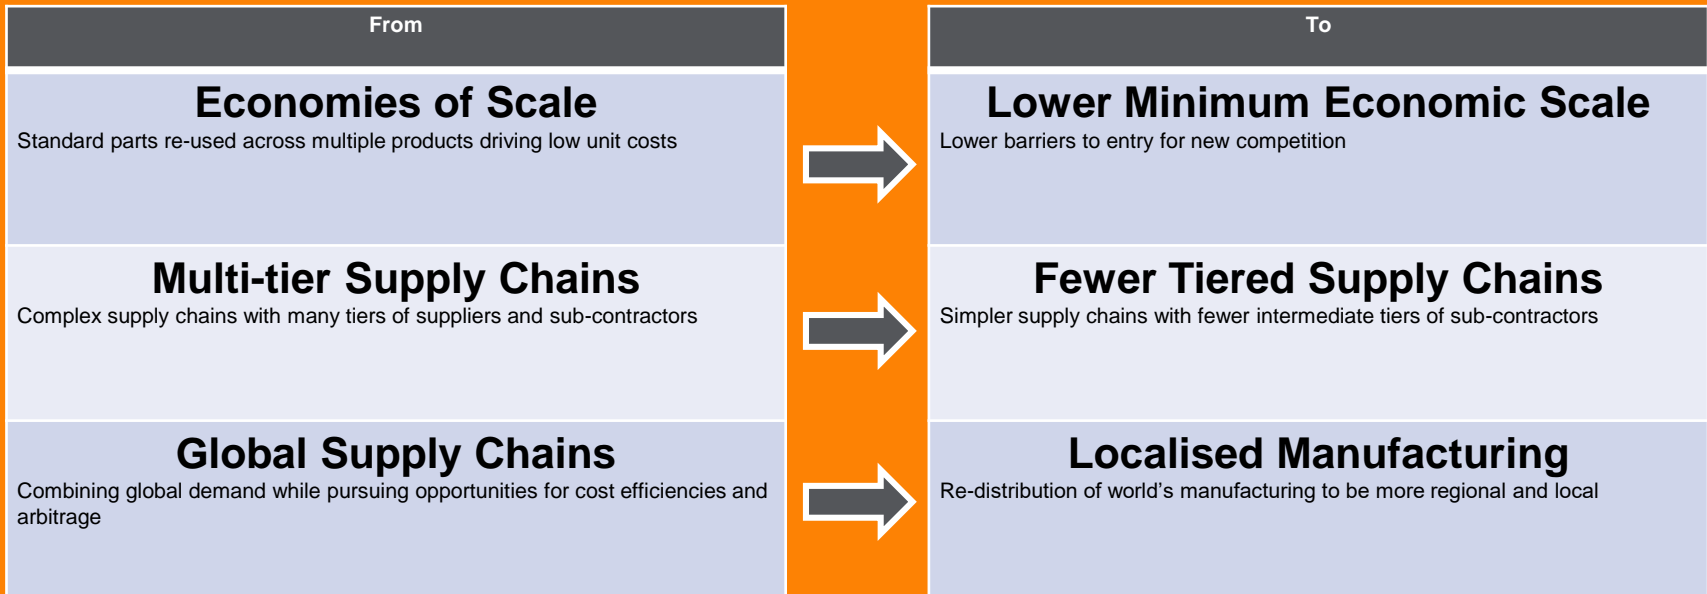 From
To
Economies of Scale
Standard parts re-used across multiple products driving low unit costs
Lower Minimum Economic Scale
Lower barriers to entry for new competition
Multi-tier Supply Chains
Complex supply chains with many tiers of suppliers and sub-contractors
Fewer Tiered Supply Chains
Simpler supply chains with fewer intermediate tiers of sub-contractors
Global Supply Chains
Combining global demand while pursuing opportunities for cost efficiencies and
arbitrage
Localised Manufacturing
Re-distribution of world’s manufacturing to be more regional and local